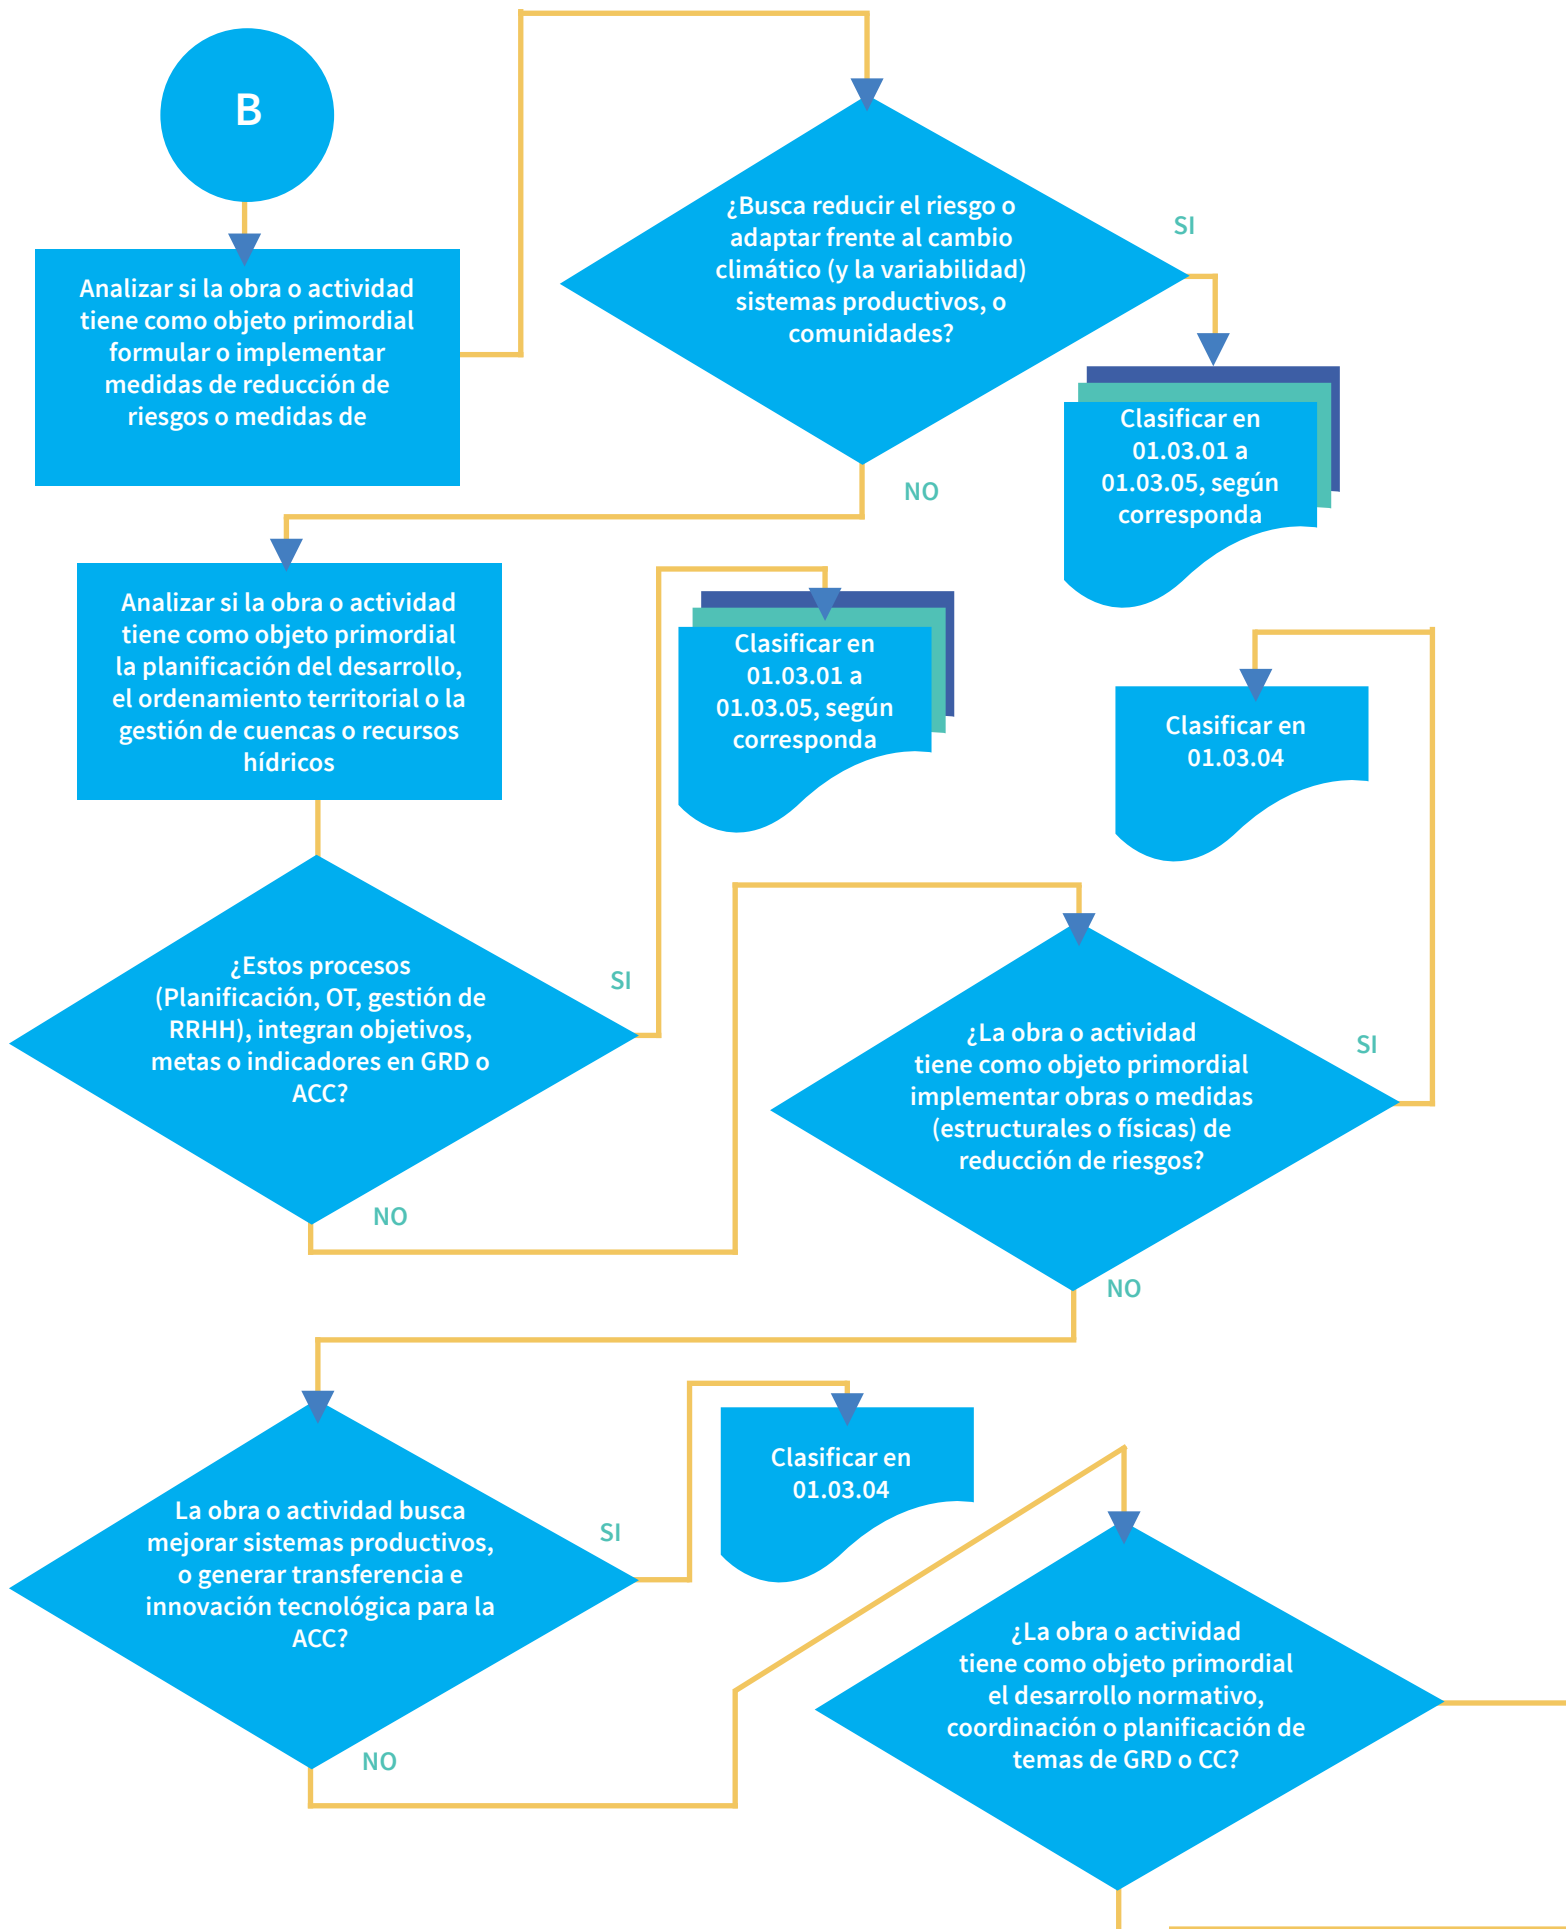 B
Analizar si la obra o actividad
tiene como objeto primordial
formular o implementar
medidas de reducción de
riesgos o medidas de
¿Busca reducir el riesgo o
adaptar frente al cambio
climático (y la variabilidad)
sistemas productivos, o
comunidades?
SI
Clasificar en
01.03.01 a
01.03.05, según
corresponda
NO
Analizar si la obra o actividad
tiene como objeto primordial
la planificación del desarrollo,
el ordenamiento territorial o la
gestión de cuencas o recursos
hídricos
¿Estos procesos
(Planificación, OT, gestión de
RRHH), integran objetivos,
metas o indicadores en GRD o
ACC?
SI
Clasificar en
01.03.01 a
01.03.05, según
corresponda
NO
¿La obra o actividad
tiene como objeto primordial
implementar obras o medidas
(estructurales o físicas) de
reducción de riesgos?
SI
Clasificar en
01.03.04
NO
La obra o actividad busca
mejorar sistemas productivos,
o generar transferencia e
innovación tecnológica para la
ACC?
SI
Clasificar en
01.03.04
NO
¿La obra o actividad
tiene como objeto primordial
el desarrollo normativo,
coordinación o planificación de
temas de GRD o CC?